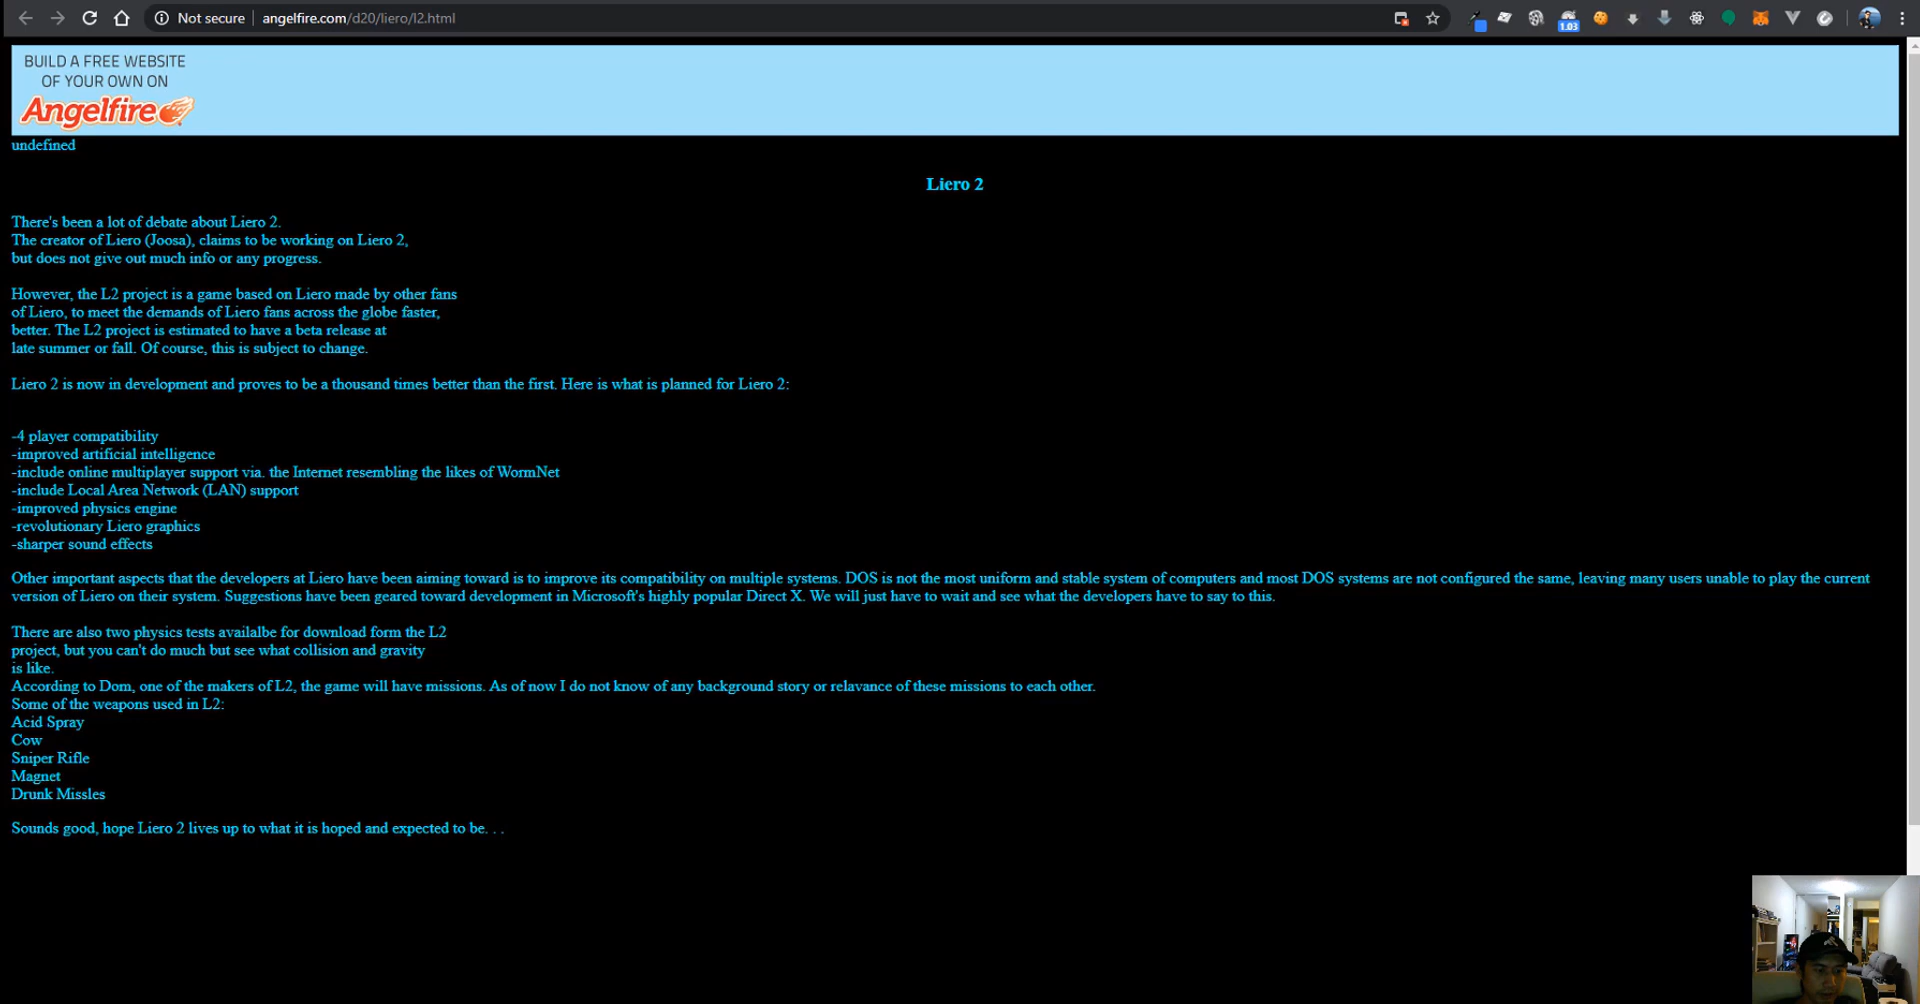 Not secure
angelfire.com/d20/liero/l2.html
1.03
BUILD A FREE WEBSITE
OF YOUR OWN ON
Angelfire
undefined
Liero 2
There's been a lot of debate about Liero 2.
The creator of Liero (Joosa), claims to be working on Liero 2,
but does not give out much info or any progress.
However, the L2 project is a game based on Liero made by other fans
of Liero, to meet the demands of Liero fans across the globe faster,
better. The L2 project is estimated to have a beta release at
late summer or fall. Of course, this is subject to change.
Liero 2 is now in development and proves to be a thousand times better than the first. Here is what is planned for Liero 2:
-4 player compatibility
-improved artificial intelligence
-include online multiplayer support via. the Internet resembling the likes of WormNet
-include Local Area Network (LAN) support
-improved physics engine
-revolutionary Liero graphics
-sharper sound effects
Other important aspects that the developers at Liero have been aiming toward is to improve its compatibility on multiple systems. DOS is not the most uniform and stable system of computers and most DOS systems are not configured the same, leaving many users unable to play the current
version of Liero on their system. Suggestions have been geared toward development in Microsoft's highly popular Direct X. We will just have to wait and see what the developers have to say to this.
There are also two physics tests availalbe for download form the L2
project, but you can't do much but see what collision and gravity
is like.
According to Dom, one of the makers of L2, the game will have missions. As of now I do not know of any background story or relavance of these missions to each other.
Some of the weapons used in L2:
Acid Spray
Cow
Sniper Rifle
Magnet
Drunk Missles
Sounds good, hope Liero 2 lives up to what it is hoped and expected to be. . .